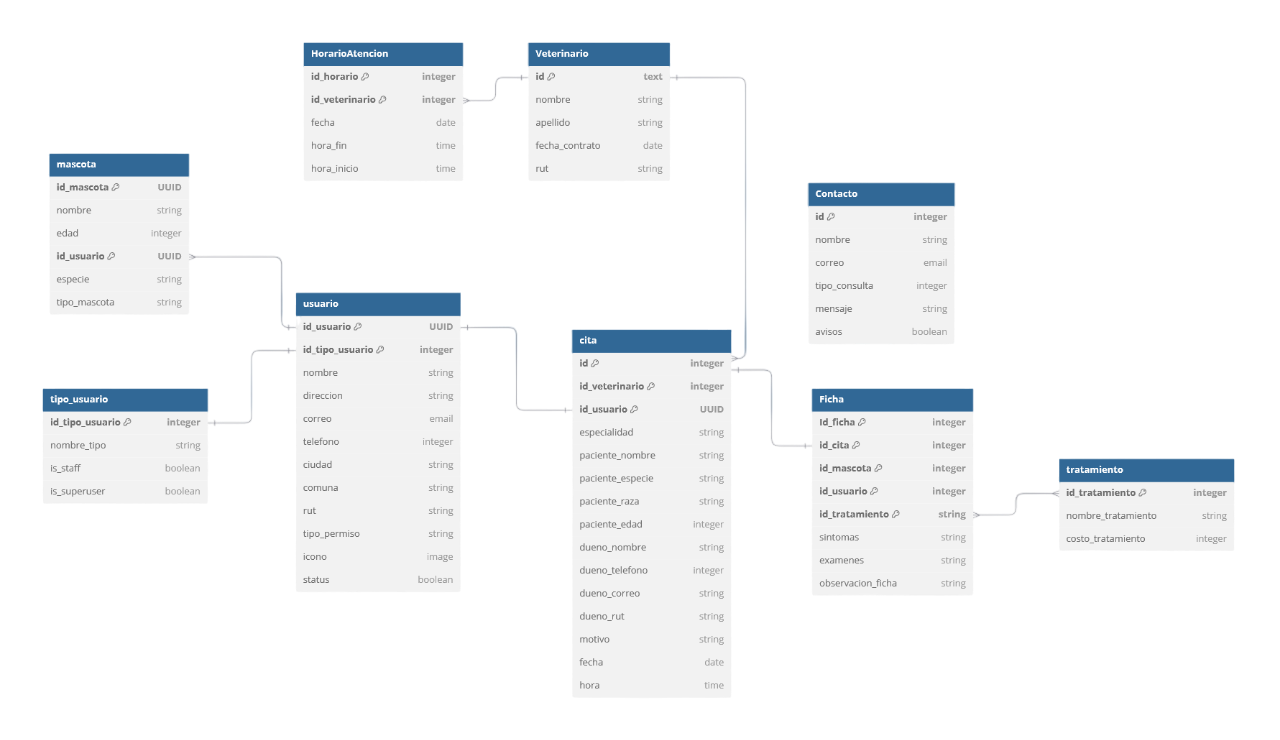 HorarioAtencion
id_horario integer
id_veterinario integer
fecha date
hora_fin time
hora_inicio time
Veterinario
id text
nombre string
apellido string
fecha_contrato date
rut string
mascota
id_mascota UUID
nombre string
edad integer
id_usuario UUID
especie string
tipo_mascota string
Contacto
id integer
nombre string
correo email
tipo_consulta integer
mensaje string
avisos boolean
usuario
id_usuario UUID
id_tipo_usuario integer
nombre string
direccion string
correo email
telefono integer
ciudad string
comuna string
rut string
tipo_permiso string
icono image
status boolean
cita
id integer
id_veterinario integer
id_usuario UUID
especialidad string
paciente_nombre string
paciente_especie string
paciente_raza string
paciente_edad integer
dueno_nombre string
dueno_telefono integer
dueno_correo string
dueno_rut string
motivo string
fecha date
hora time
tipo_usuario
id_tipo_usuario integer
nombre_tipo string
is_staff boolean
is_superuser boolean
Ficha
Id_ficha integer
id_cita integer
id_mascota integer
id_usuario integer
id_tratamiento string
sintomas string
examenes string
observacion_ficha string
tratamiento
id_tratamiento integer
nombre_tratamiento string
costo_tratamiento integer